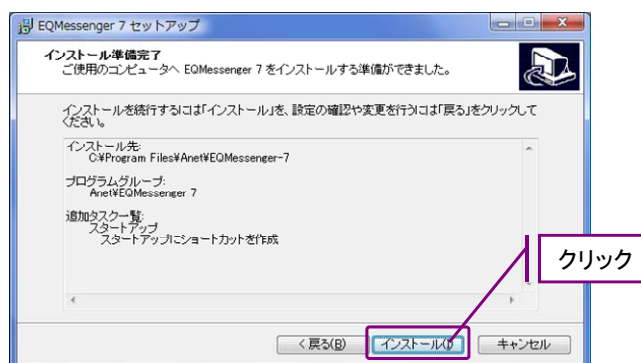 EQMessenger 7 セットアップ
インストール準備完了
ご使用のコンピュータへ EQMessenger 7 をインストールする準備ができました。
インストールを続行するには「インストール」を、設定の確認や変更を行うには「戻る」をクリックして
ください。
インストール先:
C:¥Program Files¥Anet¥EQMessenger-7
プログラムグループ:
Anet¥EQMessenger 7
追加タスク一覧:
スタートアップ
スタートアップにショートカットを作成
クリック
< 戻る(B)
インストール(I)
キャンセル